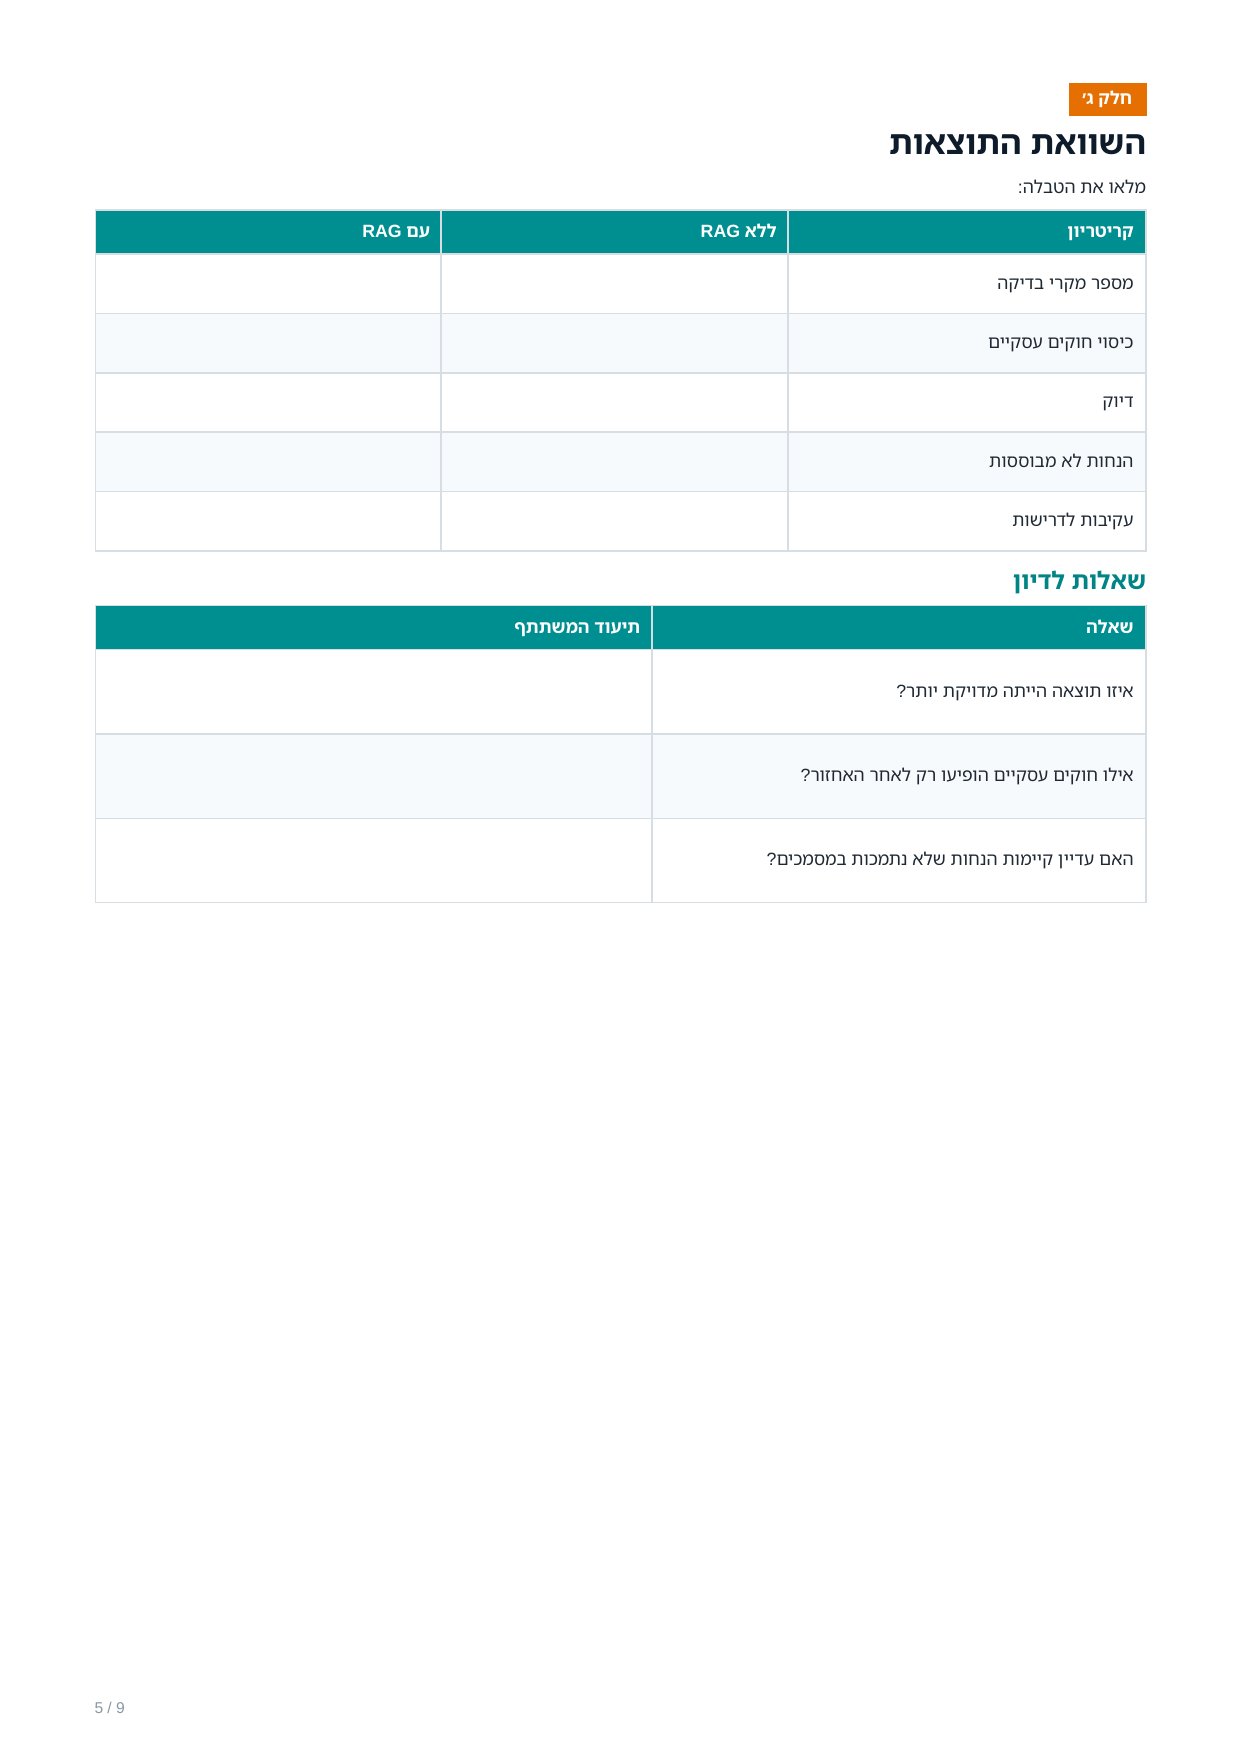 חלק ג׳
השוואת התוצאות
מלאו את הטבלה:
קריטריון ללא RAG עם RAG
מספר מקרי בדיקה
כיסוי חוקים עסקיים
דיוק
הנחות לא מבוססות
עקיבות לדרישות
שאלות לדיון
שאלה תיעוד המשתתף
איזו תוצאה הייתה מדויקת יותר?
אילו חוקים עסקיים הופיעו רק לאחר האחזור?
האם עדיין קיימות הנחות שלא נתמכות במסמכים?
5 / 9